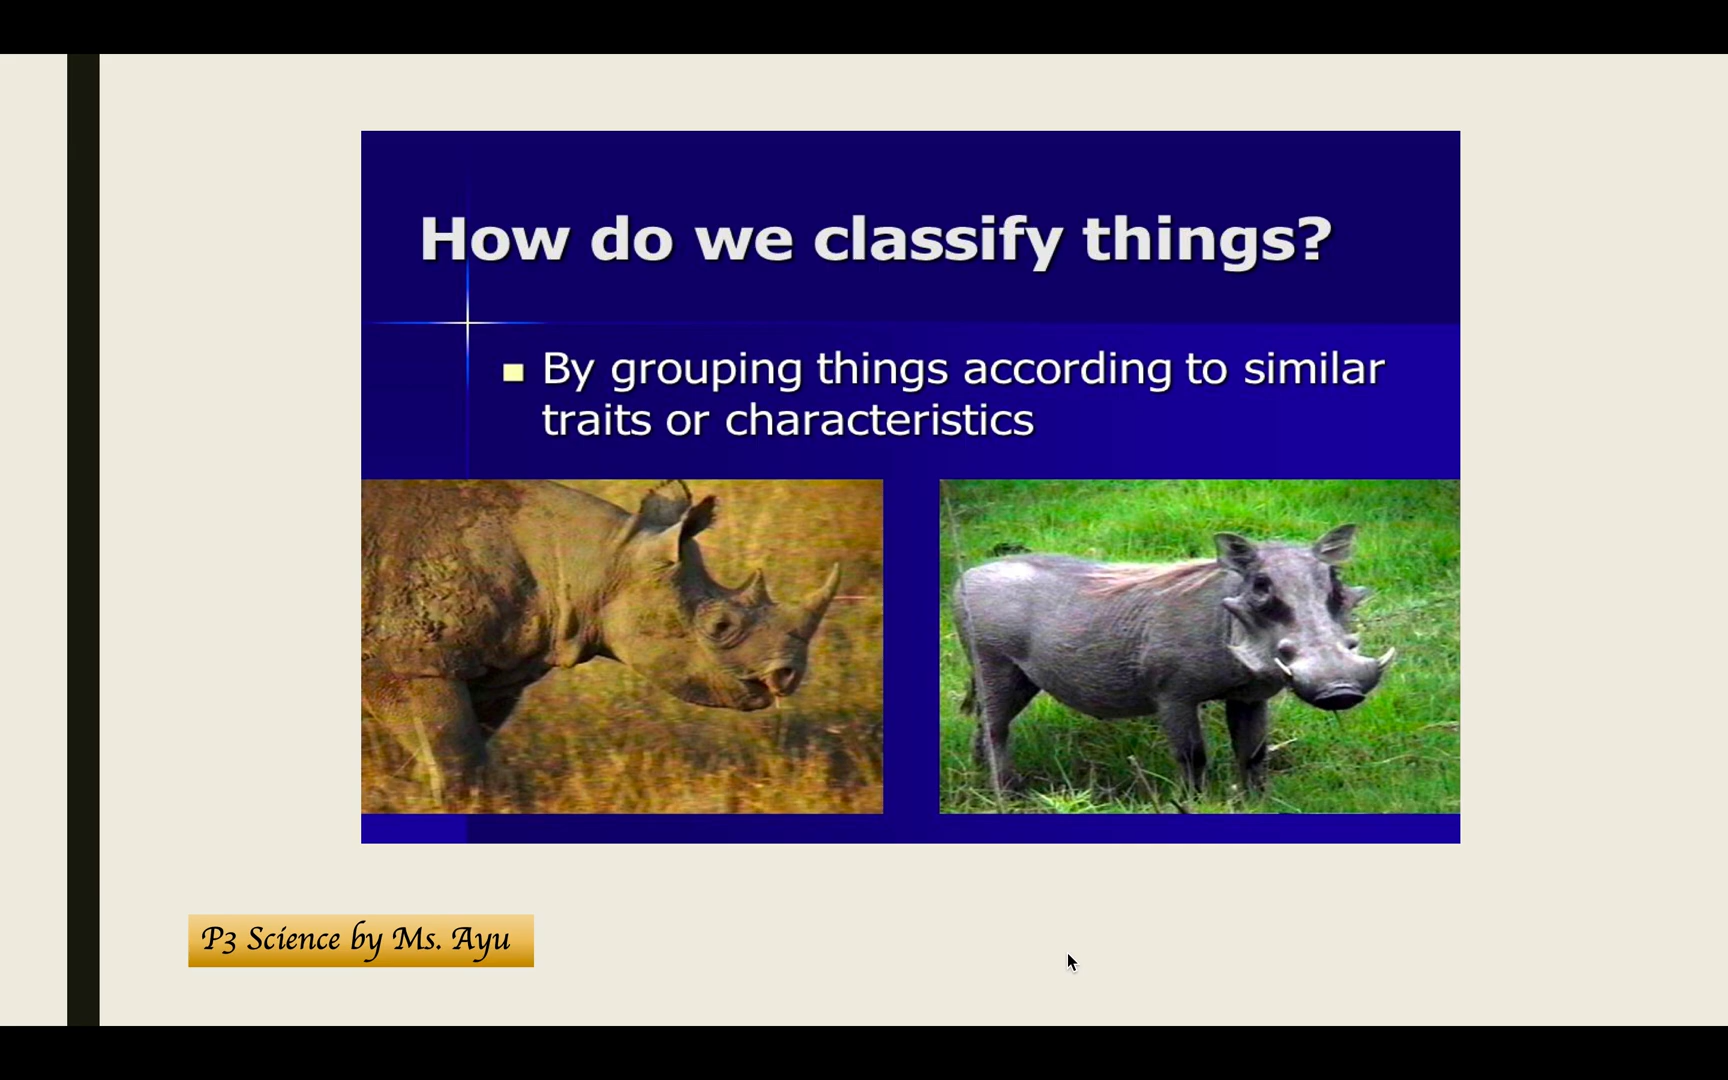 How do we classify things?
By grouping things according to similar
traits or characteristics
P3 Science by Ms. Ayu